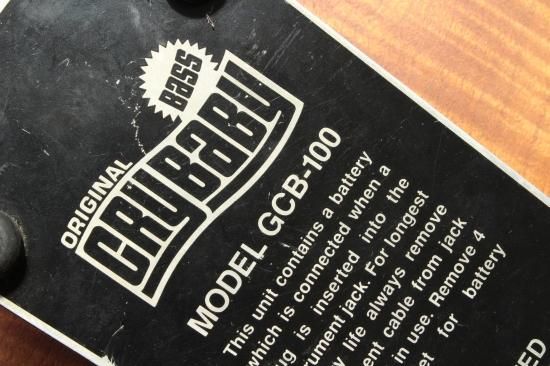 BASS
ORIGINAL
CRYBABY
MODEL GCB-100
This unit contains a battery
which is connected when a
is inserted into the
jack. For longest
life always remove
cable from jack
in use. Remove 4
for battery